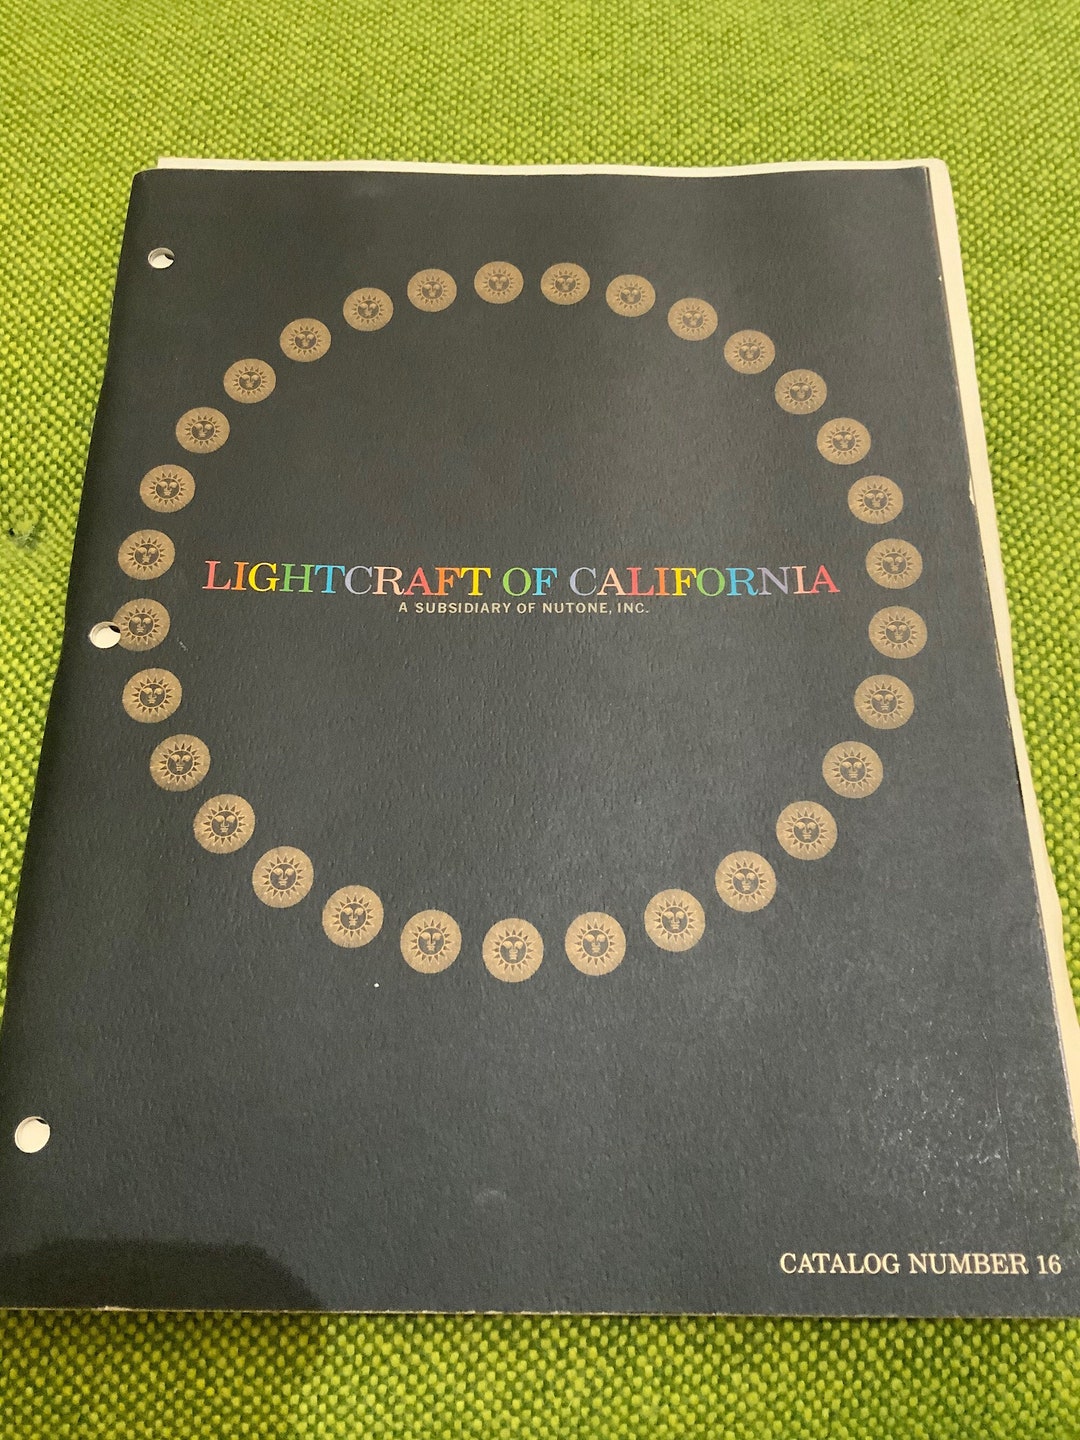 LIGHTCRAFT OF CALIFORNIA
A SUBSIDIARY OF NUTONE, INC.
CATALOG NUMBER 16